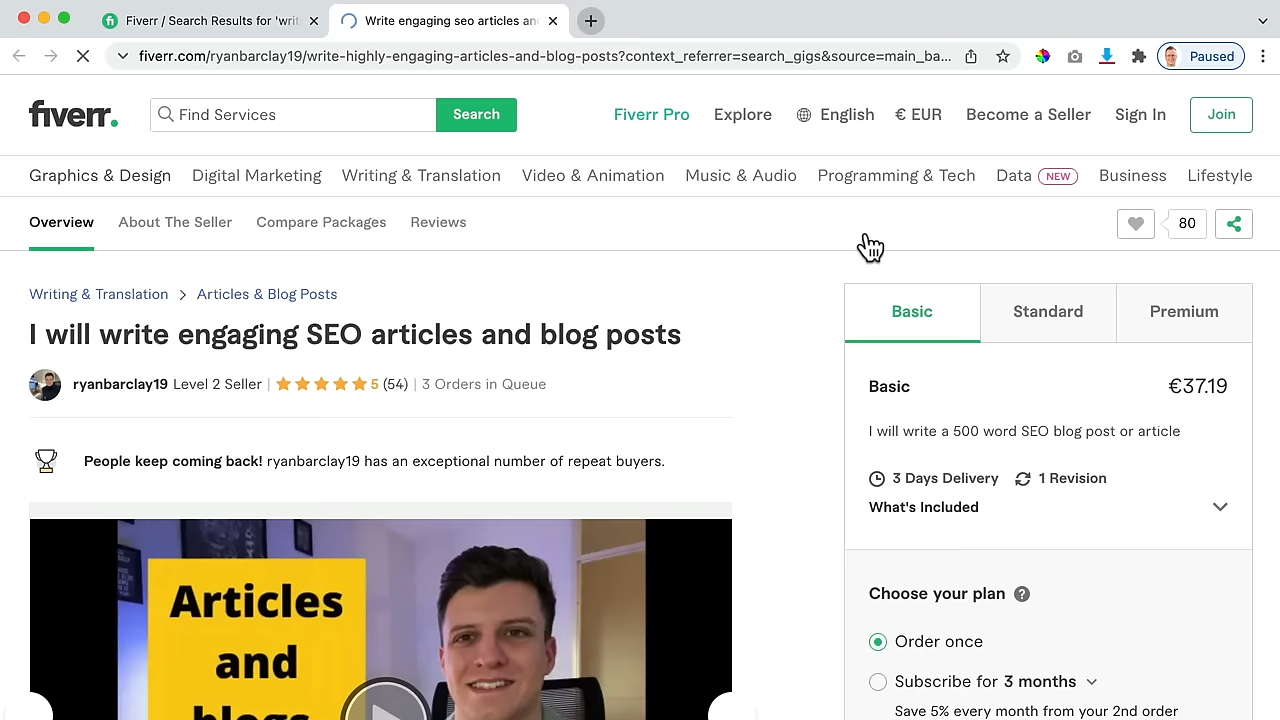 Fiverr / Search Results for 'writ
Write engaging seo articles an
fiverr.com/ryanbarclay19/write-highly-engaging-articles-and-blog-posts?context_referrer=search_gigs&source=main_ba...
Paused
fiverr.
Find Services
Search
Fiverr Pro
Explore
English
€ EUR
Become a Seller
Sign In
Join
Graphics & Design
Digital Marketing
Writing & Translation
Video & Animation
Music & Audio
Programming & Tech
Data NEW
Business
Lifestyle
Overview
About The Seller
Compare Packages
Reviews
80
Writing & Translation > Articles & Blog Posts
I will write engaging SEO articles and blog posts
ryanbarclay19 Level 2 Seller | 5 (54) | 3 Orders in Queue
People keep coming back! ryanbarclay19 has an exceptional number of repeat buyers.
Articles
and
blogs
Basic
Standard
Premium
Basic
€37.19
I will write a 500 word SEO blog post or article
3 Days Delivery
1 Revision
What's Included
Choose your plan ?
Order once
Subscribe for 3 months
Save 5% every month from your 2nd order